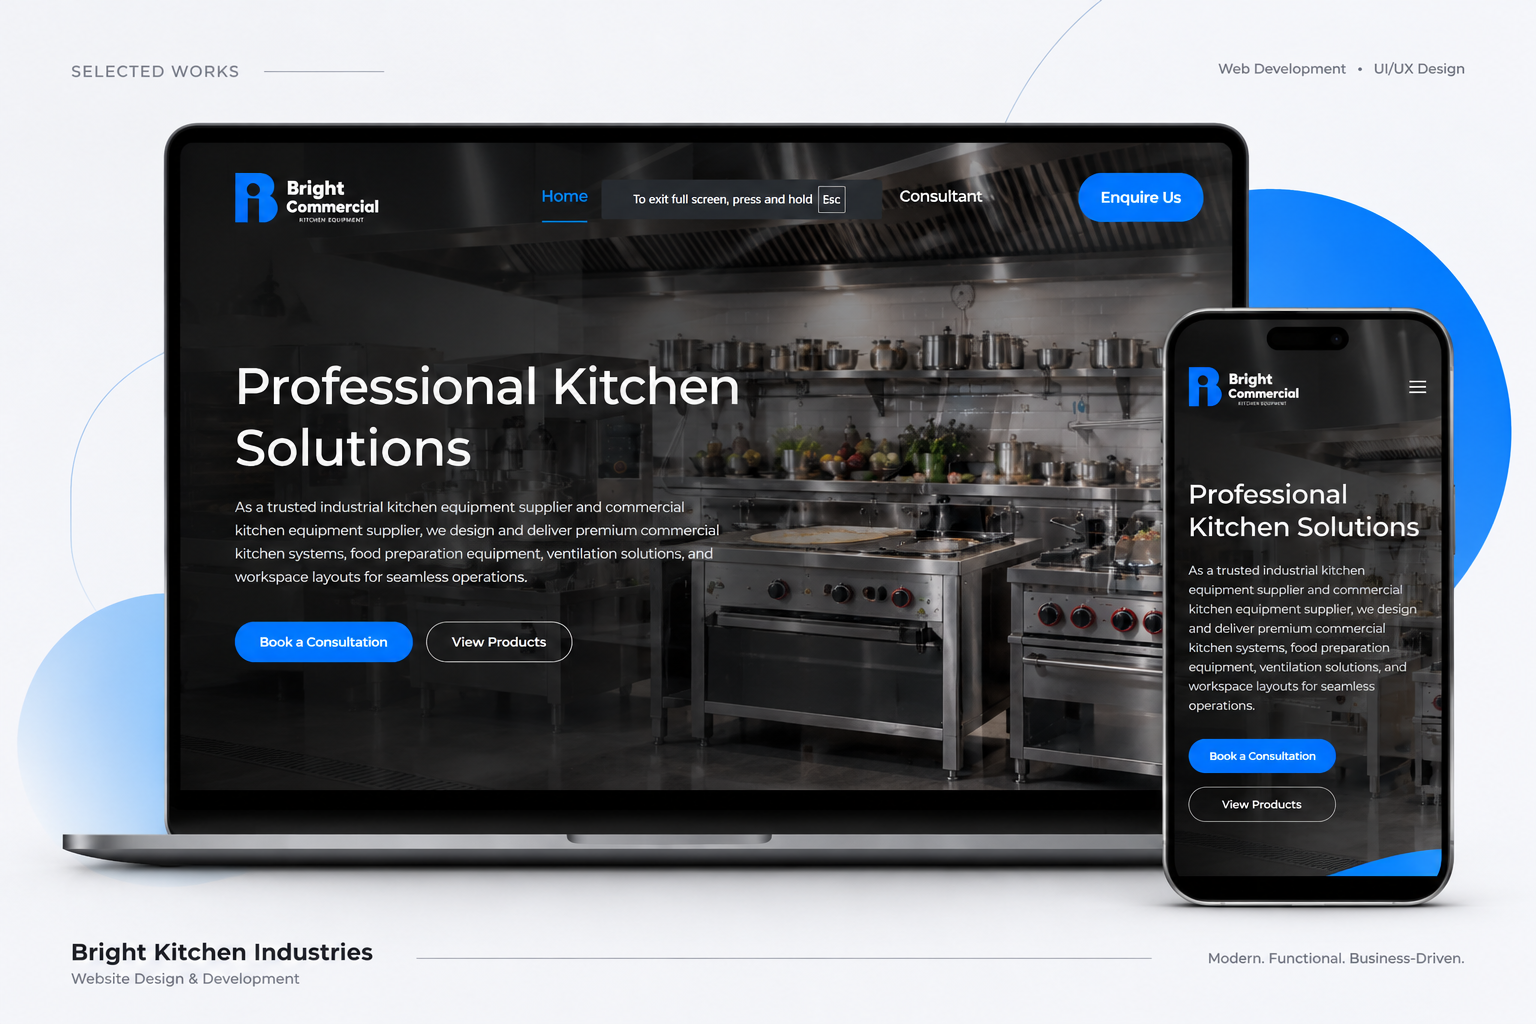 SELECTED WORKS
Web Development • UI/UX Design
Bright
Commercial
KITCHEN EQUIPMENT
Home
To exit full screen, press and hold Esc
Consultant
Enquire Us
Professional Kitchen
Solutions
As a trusted industrial kitchen equipment supplier and commercial
kitchen equipment supplier, we design and deliver premium commercial
kitchen systems, food preparation equipment, ventilation solutions, and
workspace layouts for seamless operations.
Book a Consultation
View Products
Bright
Commercial
KITCHEN EQUIPMENT
Professional
Kitchen Solutions
As a trusted industrial kitchen
equipment supplier and commercial
kitchen equipment supplier, we design
and deliver premium commercial
kitchen systems, food preparation
equipment, ventilation solutions, and
workspace layouts for seamless
operations.
Book a Consultation
View Products
Bright Kitchen Industries
Website Design & Development
Modern. Functional. Business-Driven.